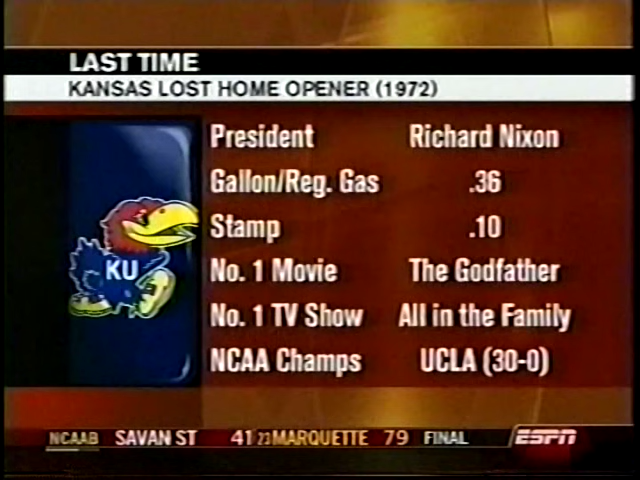 LAST TIME
KANSAS LOST HOME OPENER (1972)
President Richard Nixon
Gallon/Reg. Gas .36
Stamp .10
No. 1 Movie The Godfather
No. 1 TV Show All in the Family
NCAA Champs UCLA (30-0)
KU
NCAAB SAVAN ST 41 23 MARQUETTE 79 FINAL ESPN